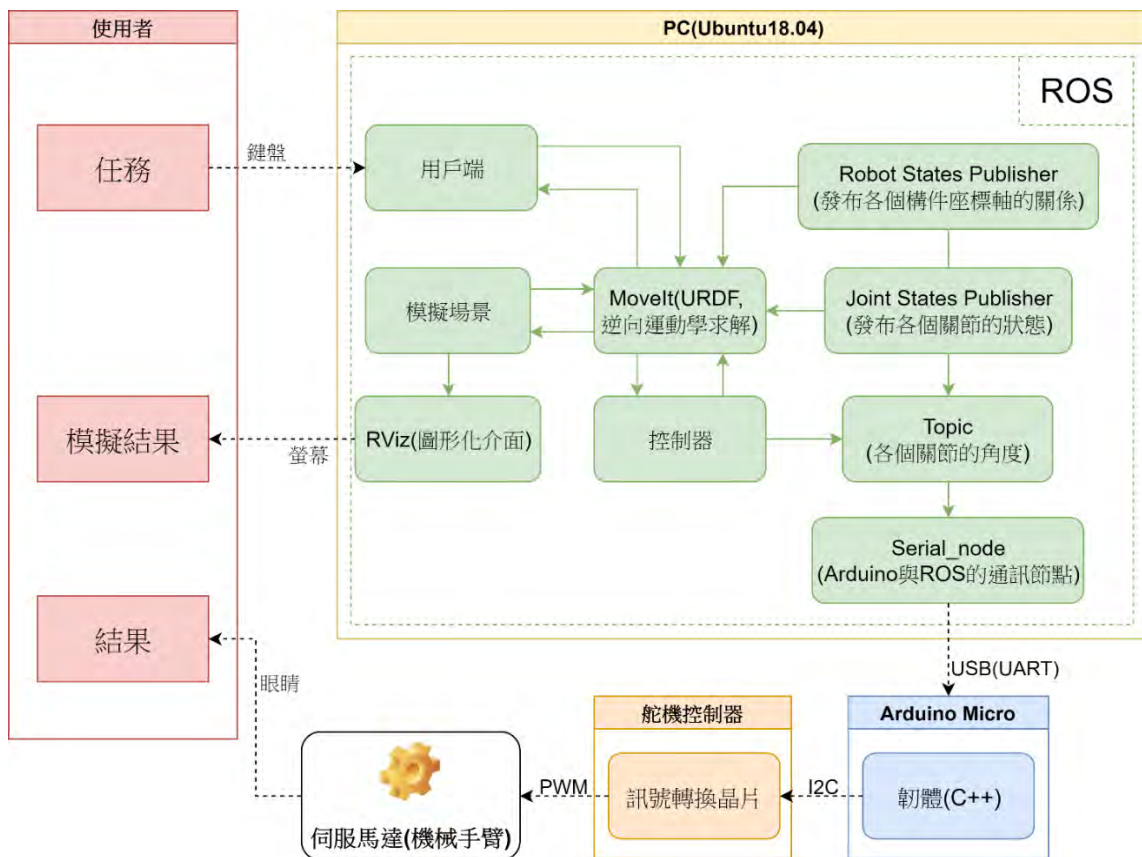 使用者
PC(Ubuntu18.04)
ROS
任務
鍵盤
用戶端
Robot States Publisher
(發布各個構件座標軸的關係)
模擬場景
MoveIt(URDF,
逆向運動學求解)
Joint States Publisher
(發布各個關節的狀態)
模擬結果
螢幕
RViz(圖形化介面)
控制器
Topic
(各個關節的角度)
Serial_node
(Arduino與ROS的通訊節點)
結果
眼睛
USB(UART)
舵機控制器
Arduino Micro
伺服馬達(機械手臂)
PWM
訊號轉換晶片
I2C
韌體(C++)